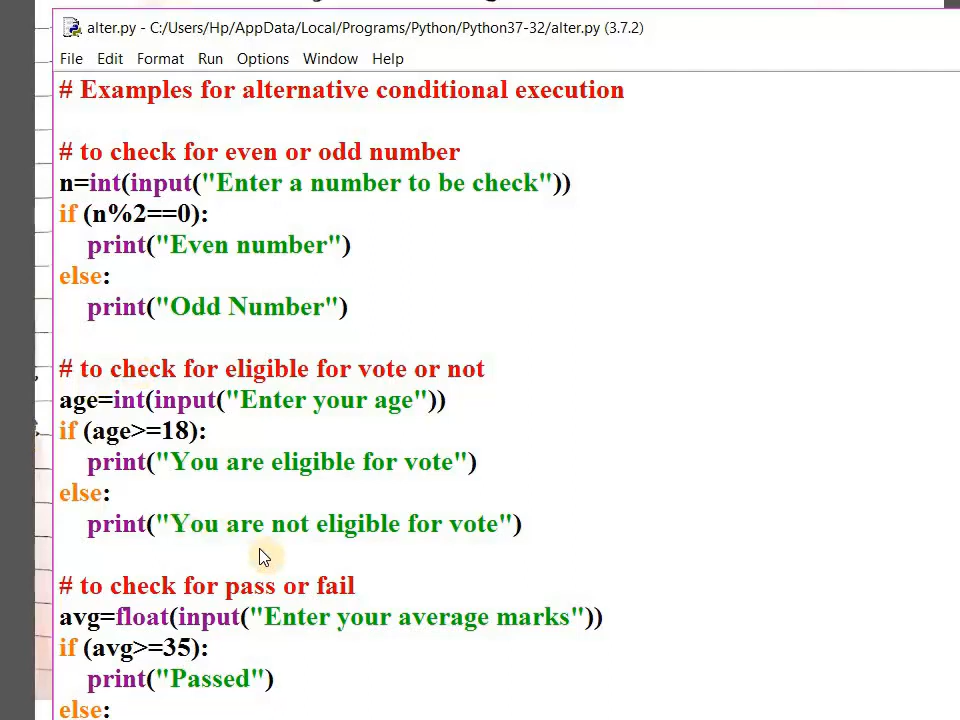 alter.py - C:/Users/Hp/AppData/Local/Programs/Python/Python37-32/alter.py (3.7.2)
File Edit Format Run Options Window Help
# Examples for alternative conditional execution
# to check for even or odd number
n=int(input("Enter a number to be check"))
if (n%2==0):
    print("Even number")
else:
    print("Odd Number")
# to check for eligible for vote or not
age=int(input("Enter your age"))
if (age>=18):
    print("You are eligible for vote")
else:
    print("You are not eligible for vote")
# to check for pass or fail
avg=float(input("Enter your average marks"))
if (avg>=35):
    print("Passed")
else: